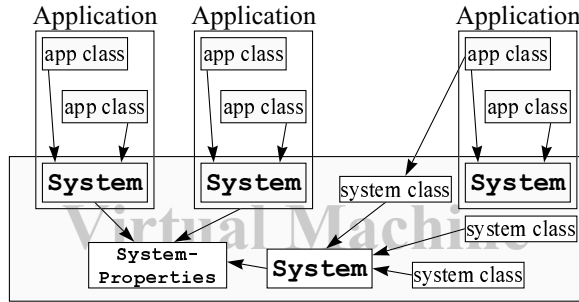 Application Application Application
app class app class app class
app class app class app class
System System system class System
Virtual Machine
system class
System-
Properties
System
system class